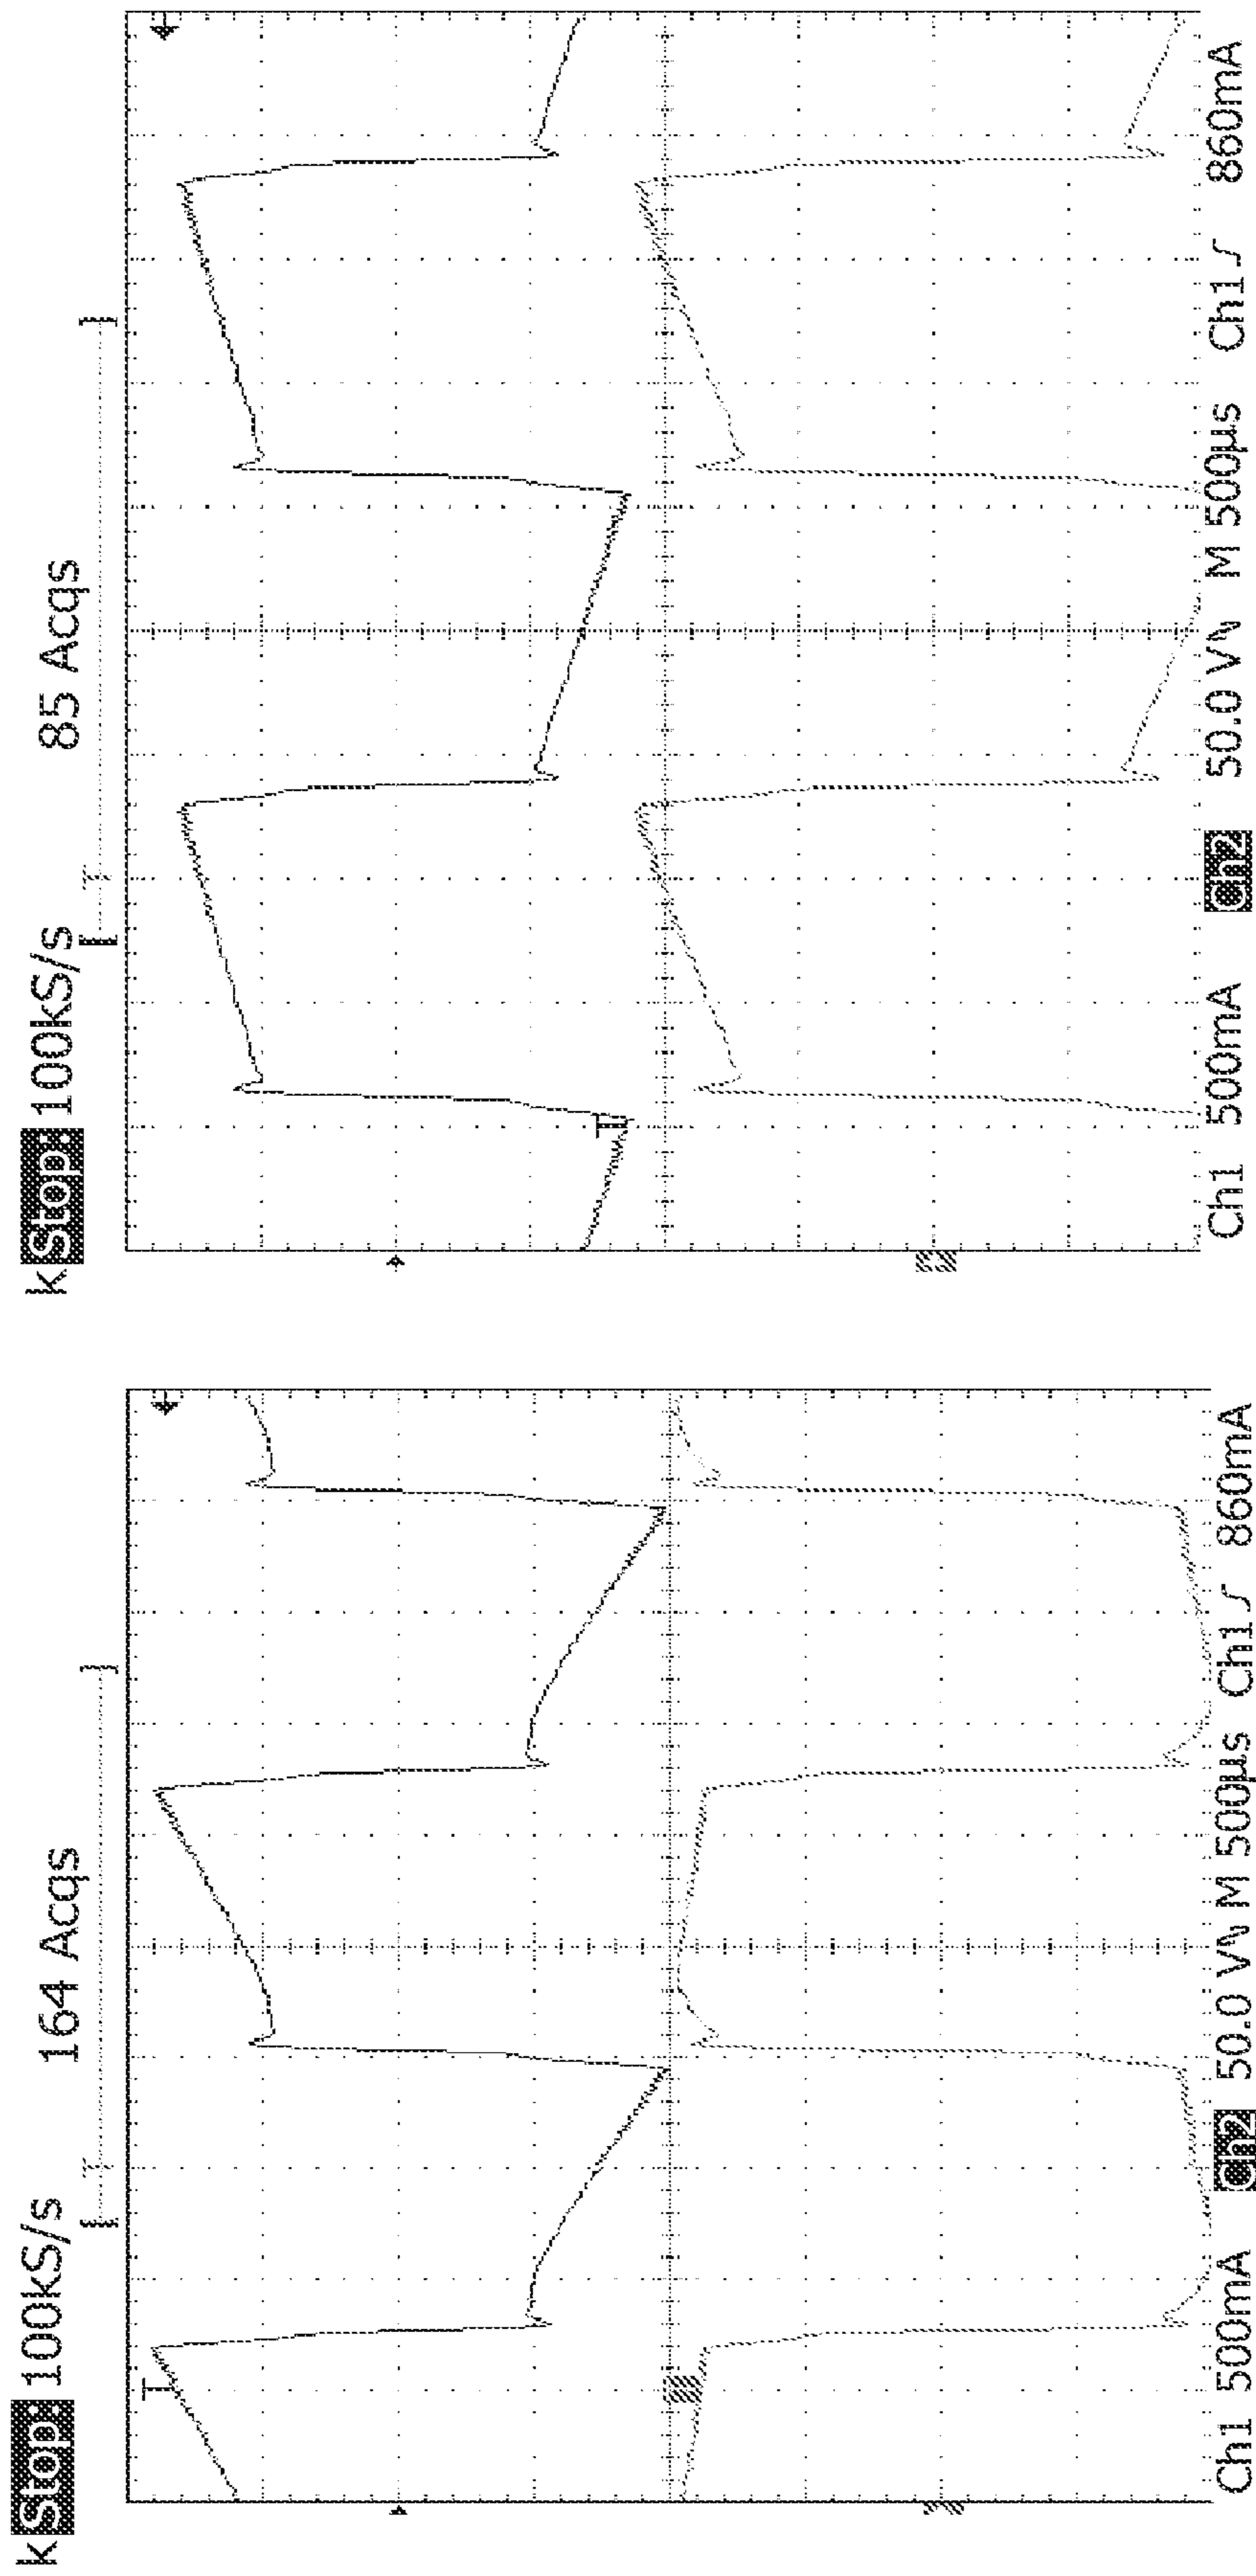 k Stop: 100kS/s 164 Acqs
Ch1 500mA Ch2 50.0 V M 500µs Ch1 860mA
k Stop: 100kS/s 85 Acqs
Ch1 500mA Ch2 50.0 V M 500µs Ch1 860mA